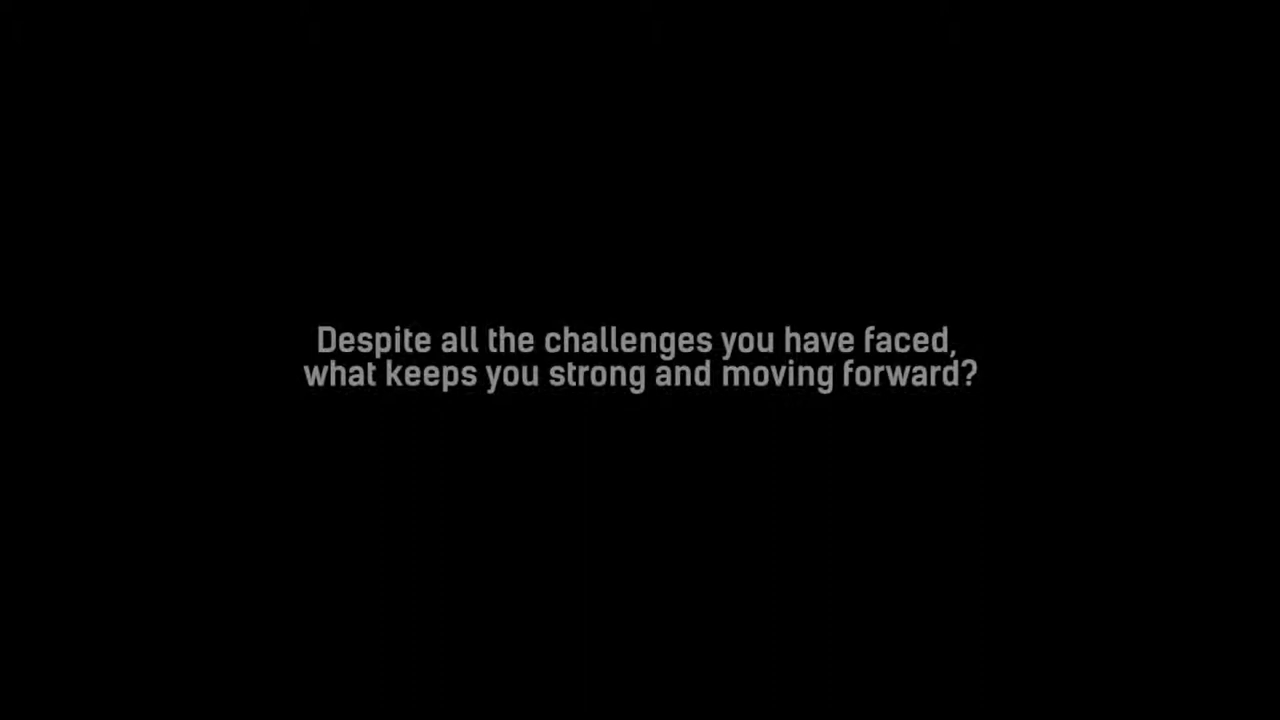 Despite all the challenges you have faced,
what keeps you strong and moving forward?